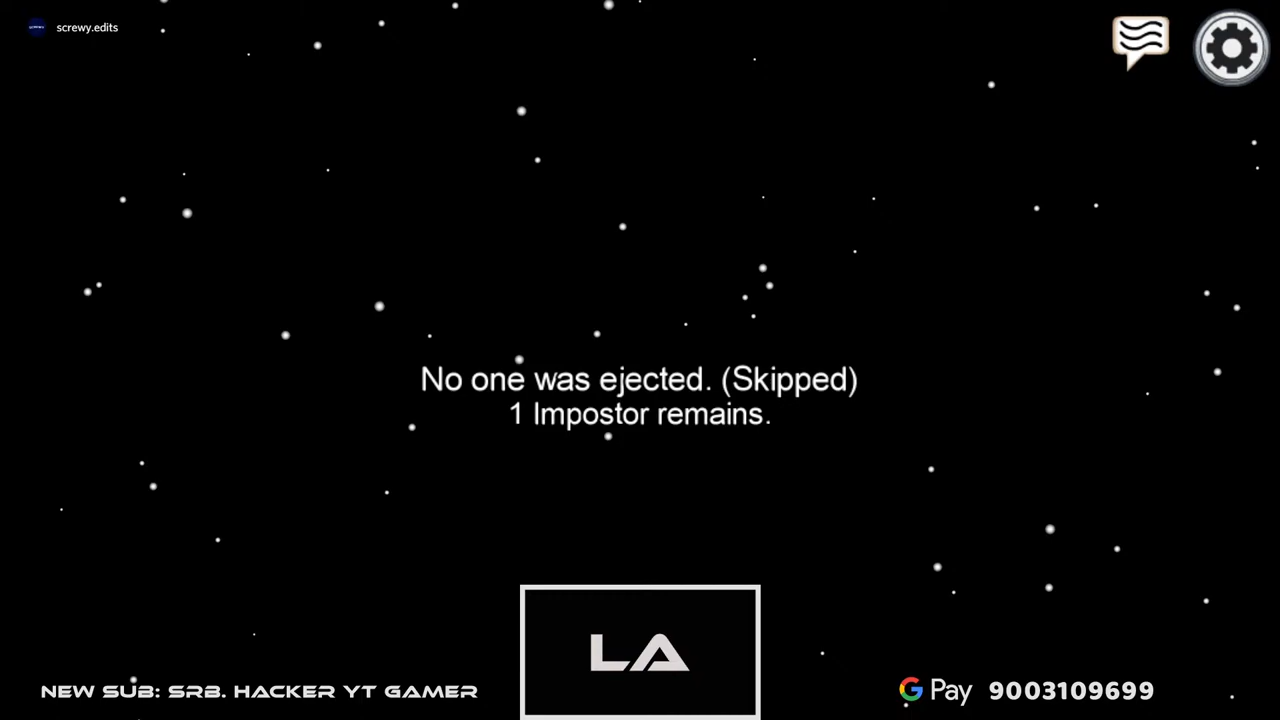 screwy.edits
No one was ejected. (Skipped)
1 Impostor remains.
LA
NEW SUB: SRB. HACKER YT GAMER
G Pay 9003109699